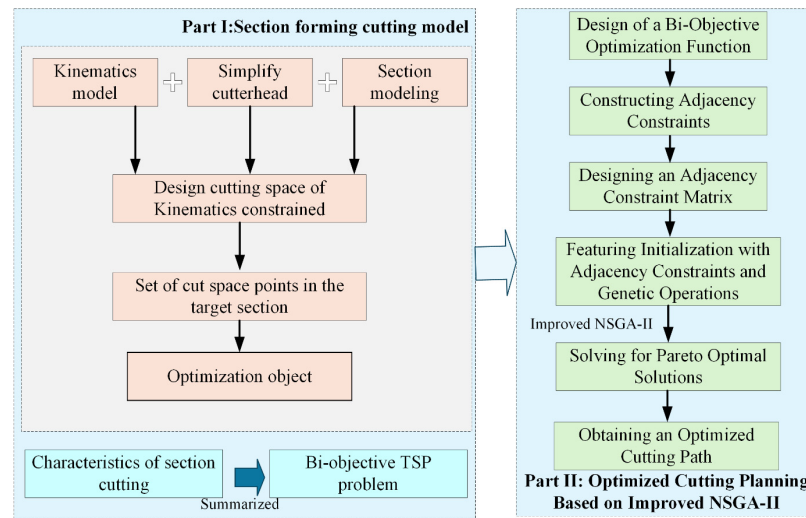 Part I:Section forming cutting model
Kinematics
model
Simplify
cutterhead
Section
modeling
Design cutting space of
Kinematics constrained
Set of cut space points in the
target section
Optimization object
Characteristics of section
cutting
Summarized
Bi-objective TSP
problem
Design of a Bi-Objective
Optimization Function
Constructing Adjacency
Constraints
Designing an Adjacency
Constraint Matrix
Featuring Initialization with
Adjacency Constraints and
Genetic Operations
Improved NSGA-II
Solving for Pareto Optimal
Solutions
Obtaining an Optimized
Cutting Path
Part II: Optimized Cutting Planning
Based on Improved NSGA-II